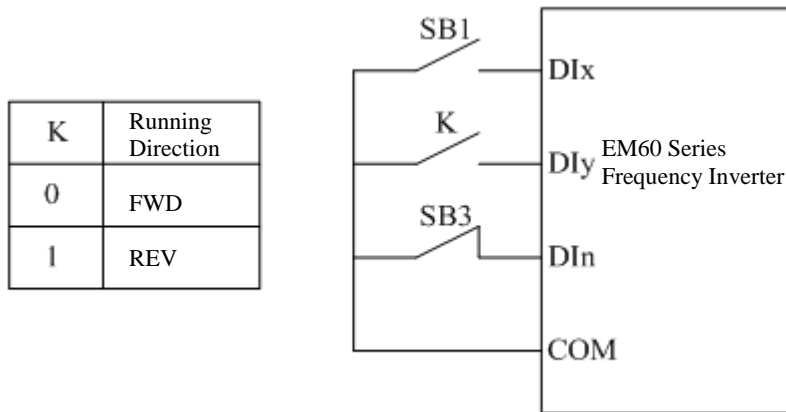 K
Running
Direction
0
FWD
1
REV
SB1
DIx
K
DIy
EM60 Series
Frequency Inverter
SB3
DIn
COM